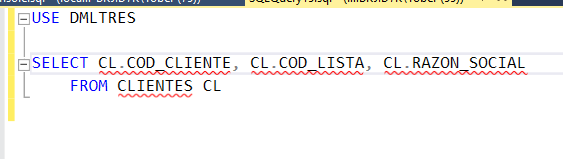 USE DMLTRES
SELECT CL.COD_CLIENTE, CL.COD_LISTA, CL.RAZON_SOCIAL
FROM CLIENTES CL